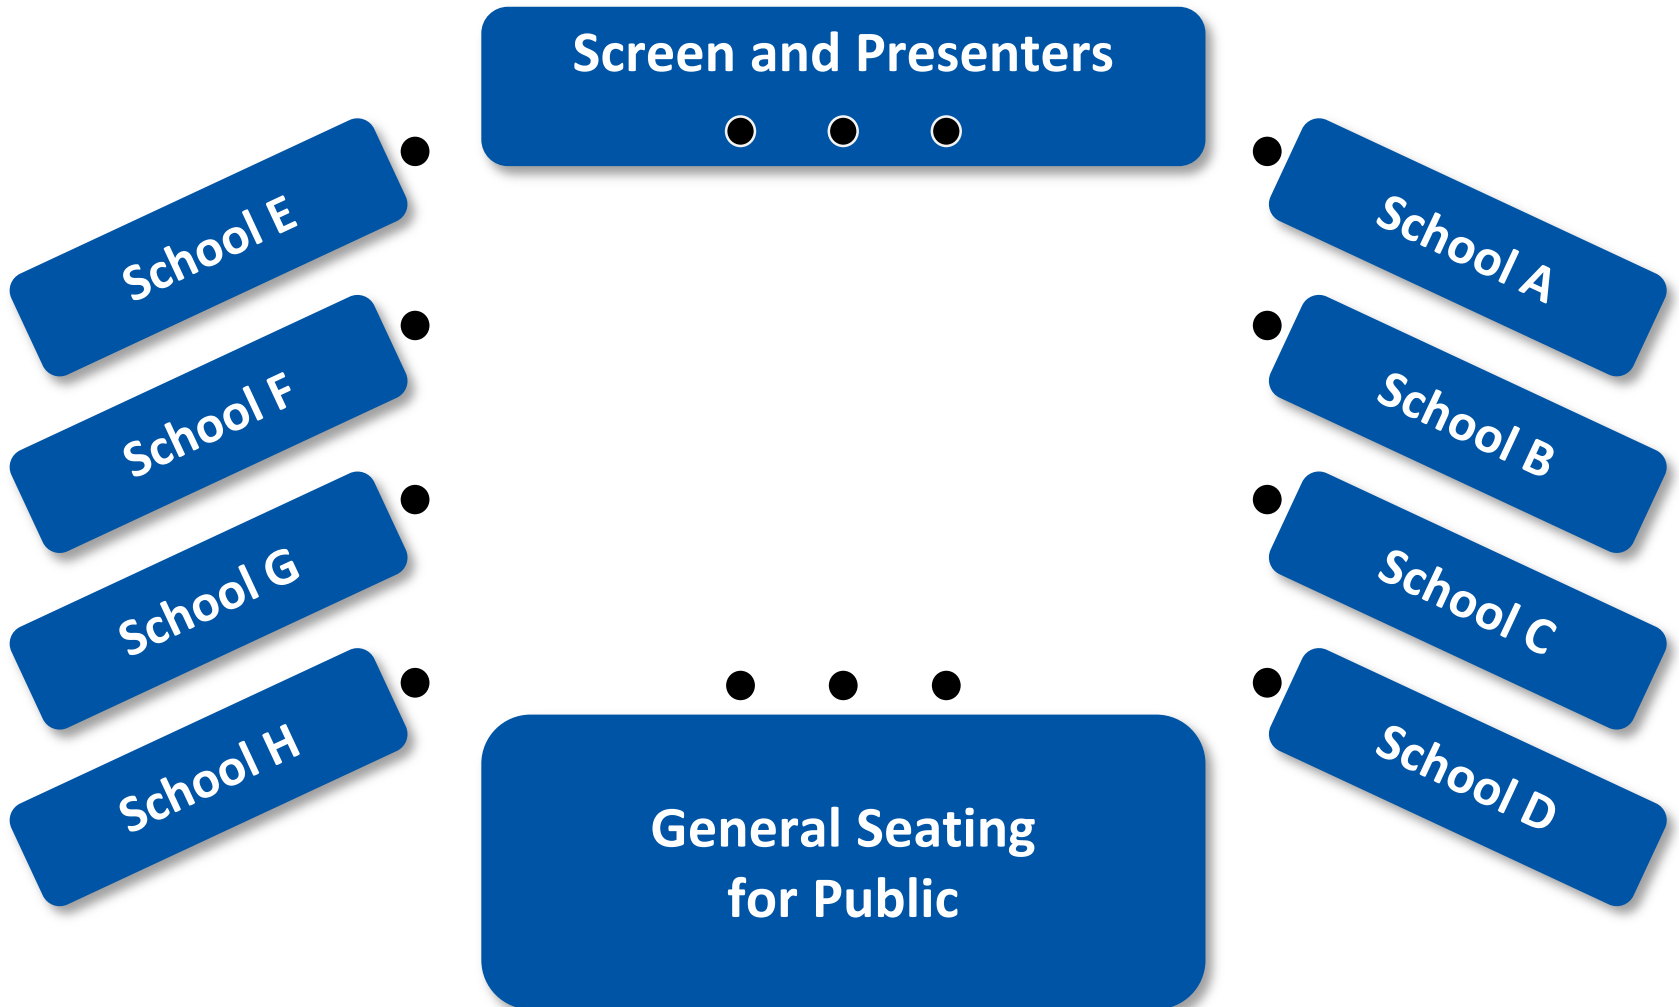 Screen and Presenters
School E
School F
School G
School H
School A
School B
School C
School D
General Seating
for Public